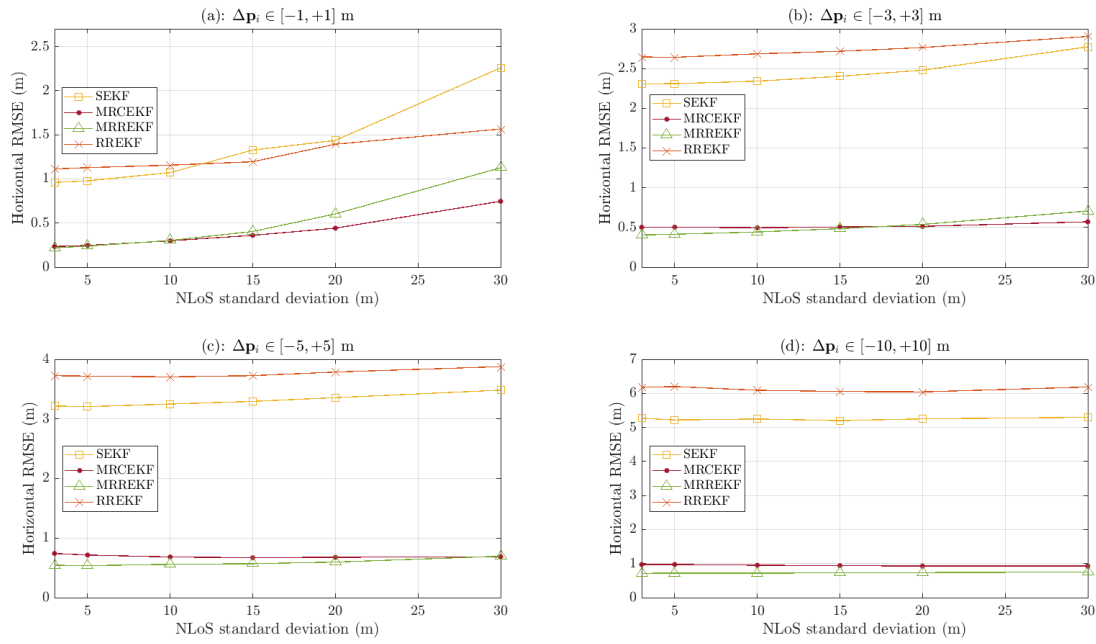 (a): Δp_i ∈ [−1, +1] m
Horizontal RMSE (m)
2.5
2
1.5
1
0.5
0
SEKF
MRCEKF
MRREKF
RREKF
5 10 15 20 25 30
NLoS standard deviation (m)
(b): Δp_i ∈ [−3, +3] m
Horizontal RMSE (m)
3
2.5
2
1.5
1
0.5
0
SEKF
MRCEKF
MRREKF
RREKF
5 10 15 20 25 30
NLoS standard deviation (m)
(c): Δp_i ∈ [−5, +5] m
Horizontal RMSE (m)
4
3
2
1
0
SEKF
MRCEKF
MRREKF
RREKF
5 10 15 20 25 30
NLoS standard deviation (m)
(d): Δp_i ∈ [−10, +10] m
Horizontal RMSE (m)
7
6
5
4
3
2
1
0
SEKF
MRCEKF
MRREKF
RREKF
5 10 15 20 25 30
NLoS standard deviation (m)